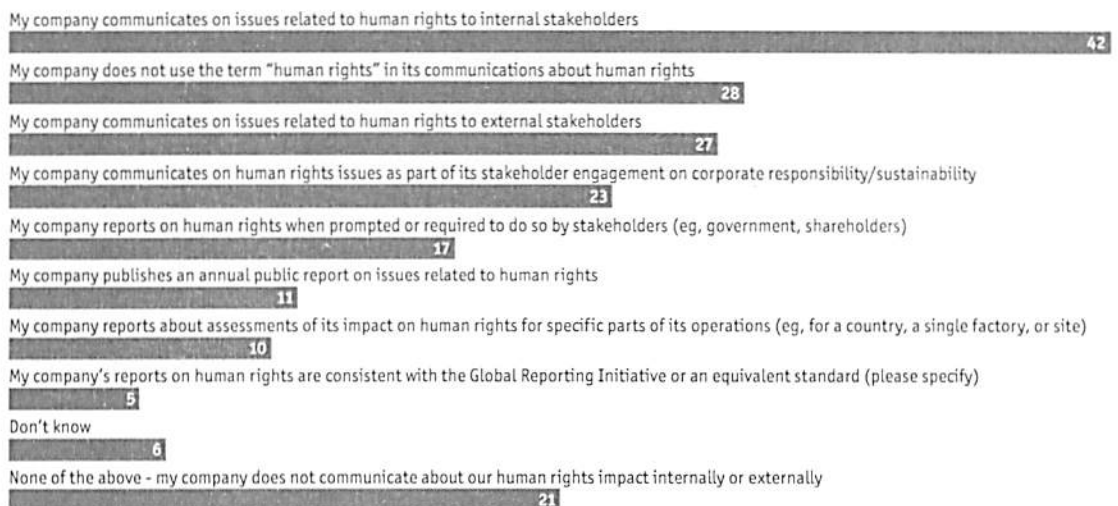 My company communicates on issues related to human rights to internal stakeholders
42
My company does not use the term "human rights" in its communications about human rights
28
My company communicates on issues related to human rights to external stakeholders
27
My company communicates on human rights issues as part of its stakeholder engagement on corporate responsibility/sustainability
23
My company reports on human rights when prompted or required to do so by stakeholders (eg, government, shareholders)
17
My company publishes an annual public report on issues related to human rights
11
My company reports about assessments of its impact on human rights for specific parts of its operations (eg, for a country, a single factory, or site)
10
My company's reports on human rights are consistent with the Global Reporting Initiative or an equivalent standard (please specify)
5
Don't know
6
None of the above - my company does not communicate about our human rights impact internally or externally
21